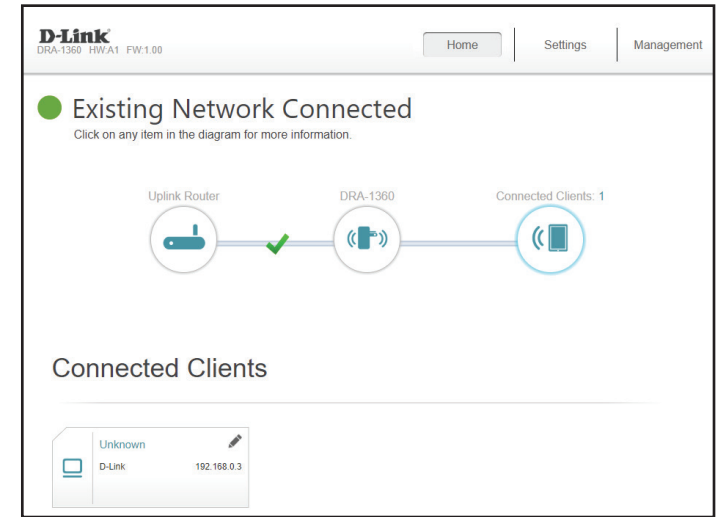 D-Link
DRA-1360 HW:A1 FW:1.00
Home Settings Management
Existing Network Connected
Click on any item in the diagram for more information.
Uplink Router DRA-1360 Connected Clients: 1
Connected Clients
Unknown
D-Link 192.168.0.3